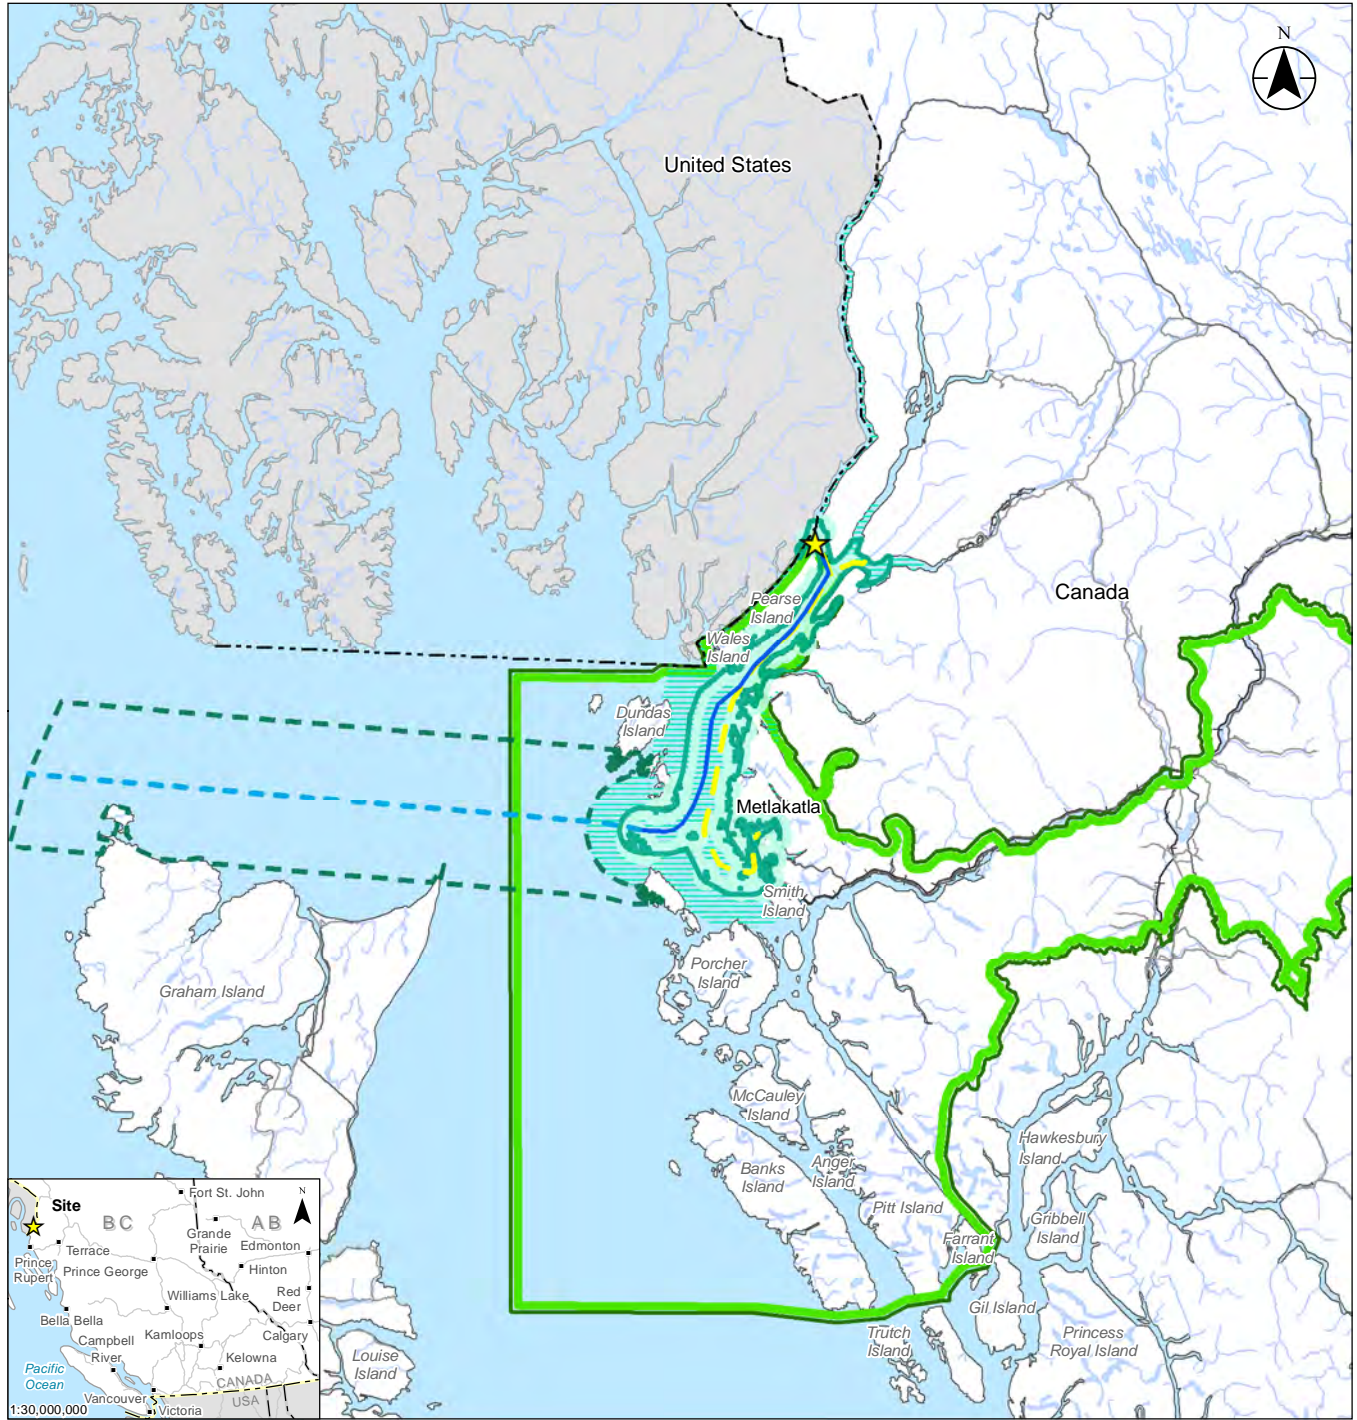 N
United States
Canada
Pearse
Island
Wales
Island
Dundas
Island
Metlakatla
Smith
Island
Porcher
Island
Graham Island
McCauley
Island
Hawkesbury
Island
Banks
Island
Anger
Island
Pitt Island
Gribbell
Island
Farrant
Island
Gil Island
Trutch
Island
Princess
Royal Island
Louise
Island
N
Site
Fort St. John
BC
AB
Grande
Prairie
Edmonton
Terrace
Prince
Rupert
Prince George
Hinton
Williams Lake
Red
Deer
Bella Bella
Campbell
River
Kamloops
Calgary
Kelowna
Pacific
Ocean
CANADA
USA
Vancouver
Victoria
1:30,000,000